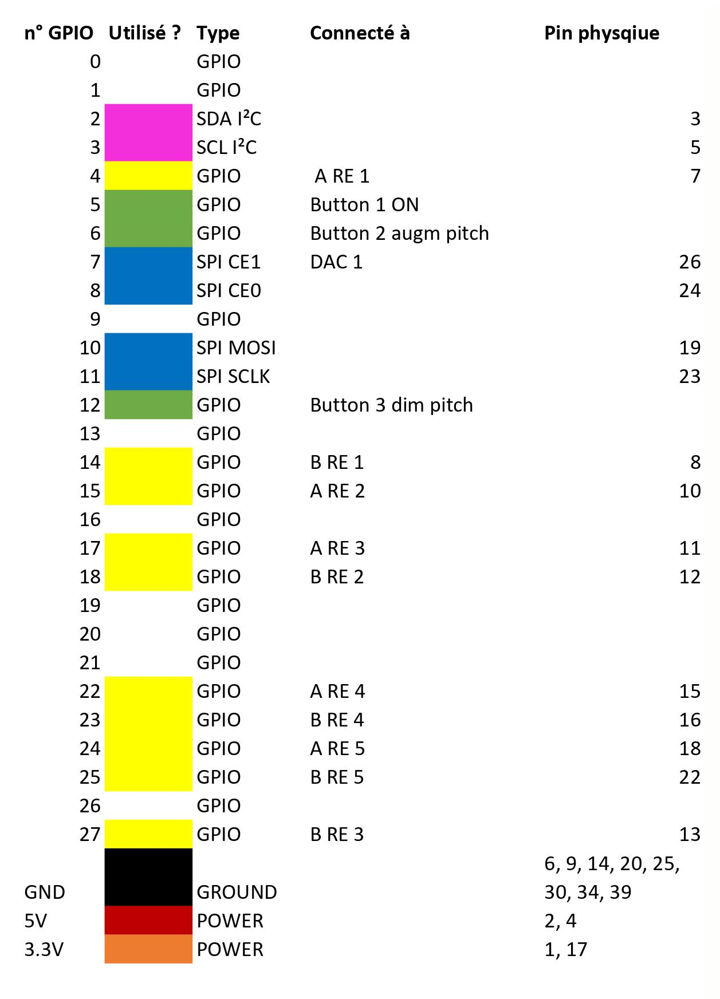 n° GPIO Utilisé ? Type Connecté à Pin physqiue
0 GPIO
1 GPIO
2 SDA I²C 3
3 SCL I²C 5
4 GPIO A RE 1 7
5 GPIO Button 1 ON
6 GPIO Button 2 augm pitch
7 SPI CE1 DAC 1 26
8 SPI CE0 24
9 GPIO
10 SPI MOSI 19
11 SPI SCLK 23
12 GPIO Button 3 dim pitch
13 GPIO
14 GPIO B RE 1 8
15 GPIO A RE 2 10
16 GPIO
17 GPIO A RE 3 11
18 GPIO B RE 2 12
19 GPIO
20 GPIO
21 GPIO
22 GPIO A RE 4 15
23 GPIO B RE 4 16
24 GPIO A RE 5 18
25 GPIO B RE 5 22
26 GPIO
27 GPIO B RE 3 13
6, 9, 14, 20, 25,
GND GROUND 30, 34, 39
5V POWER 2, 4
3.3V POWER 1, 17